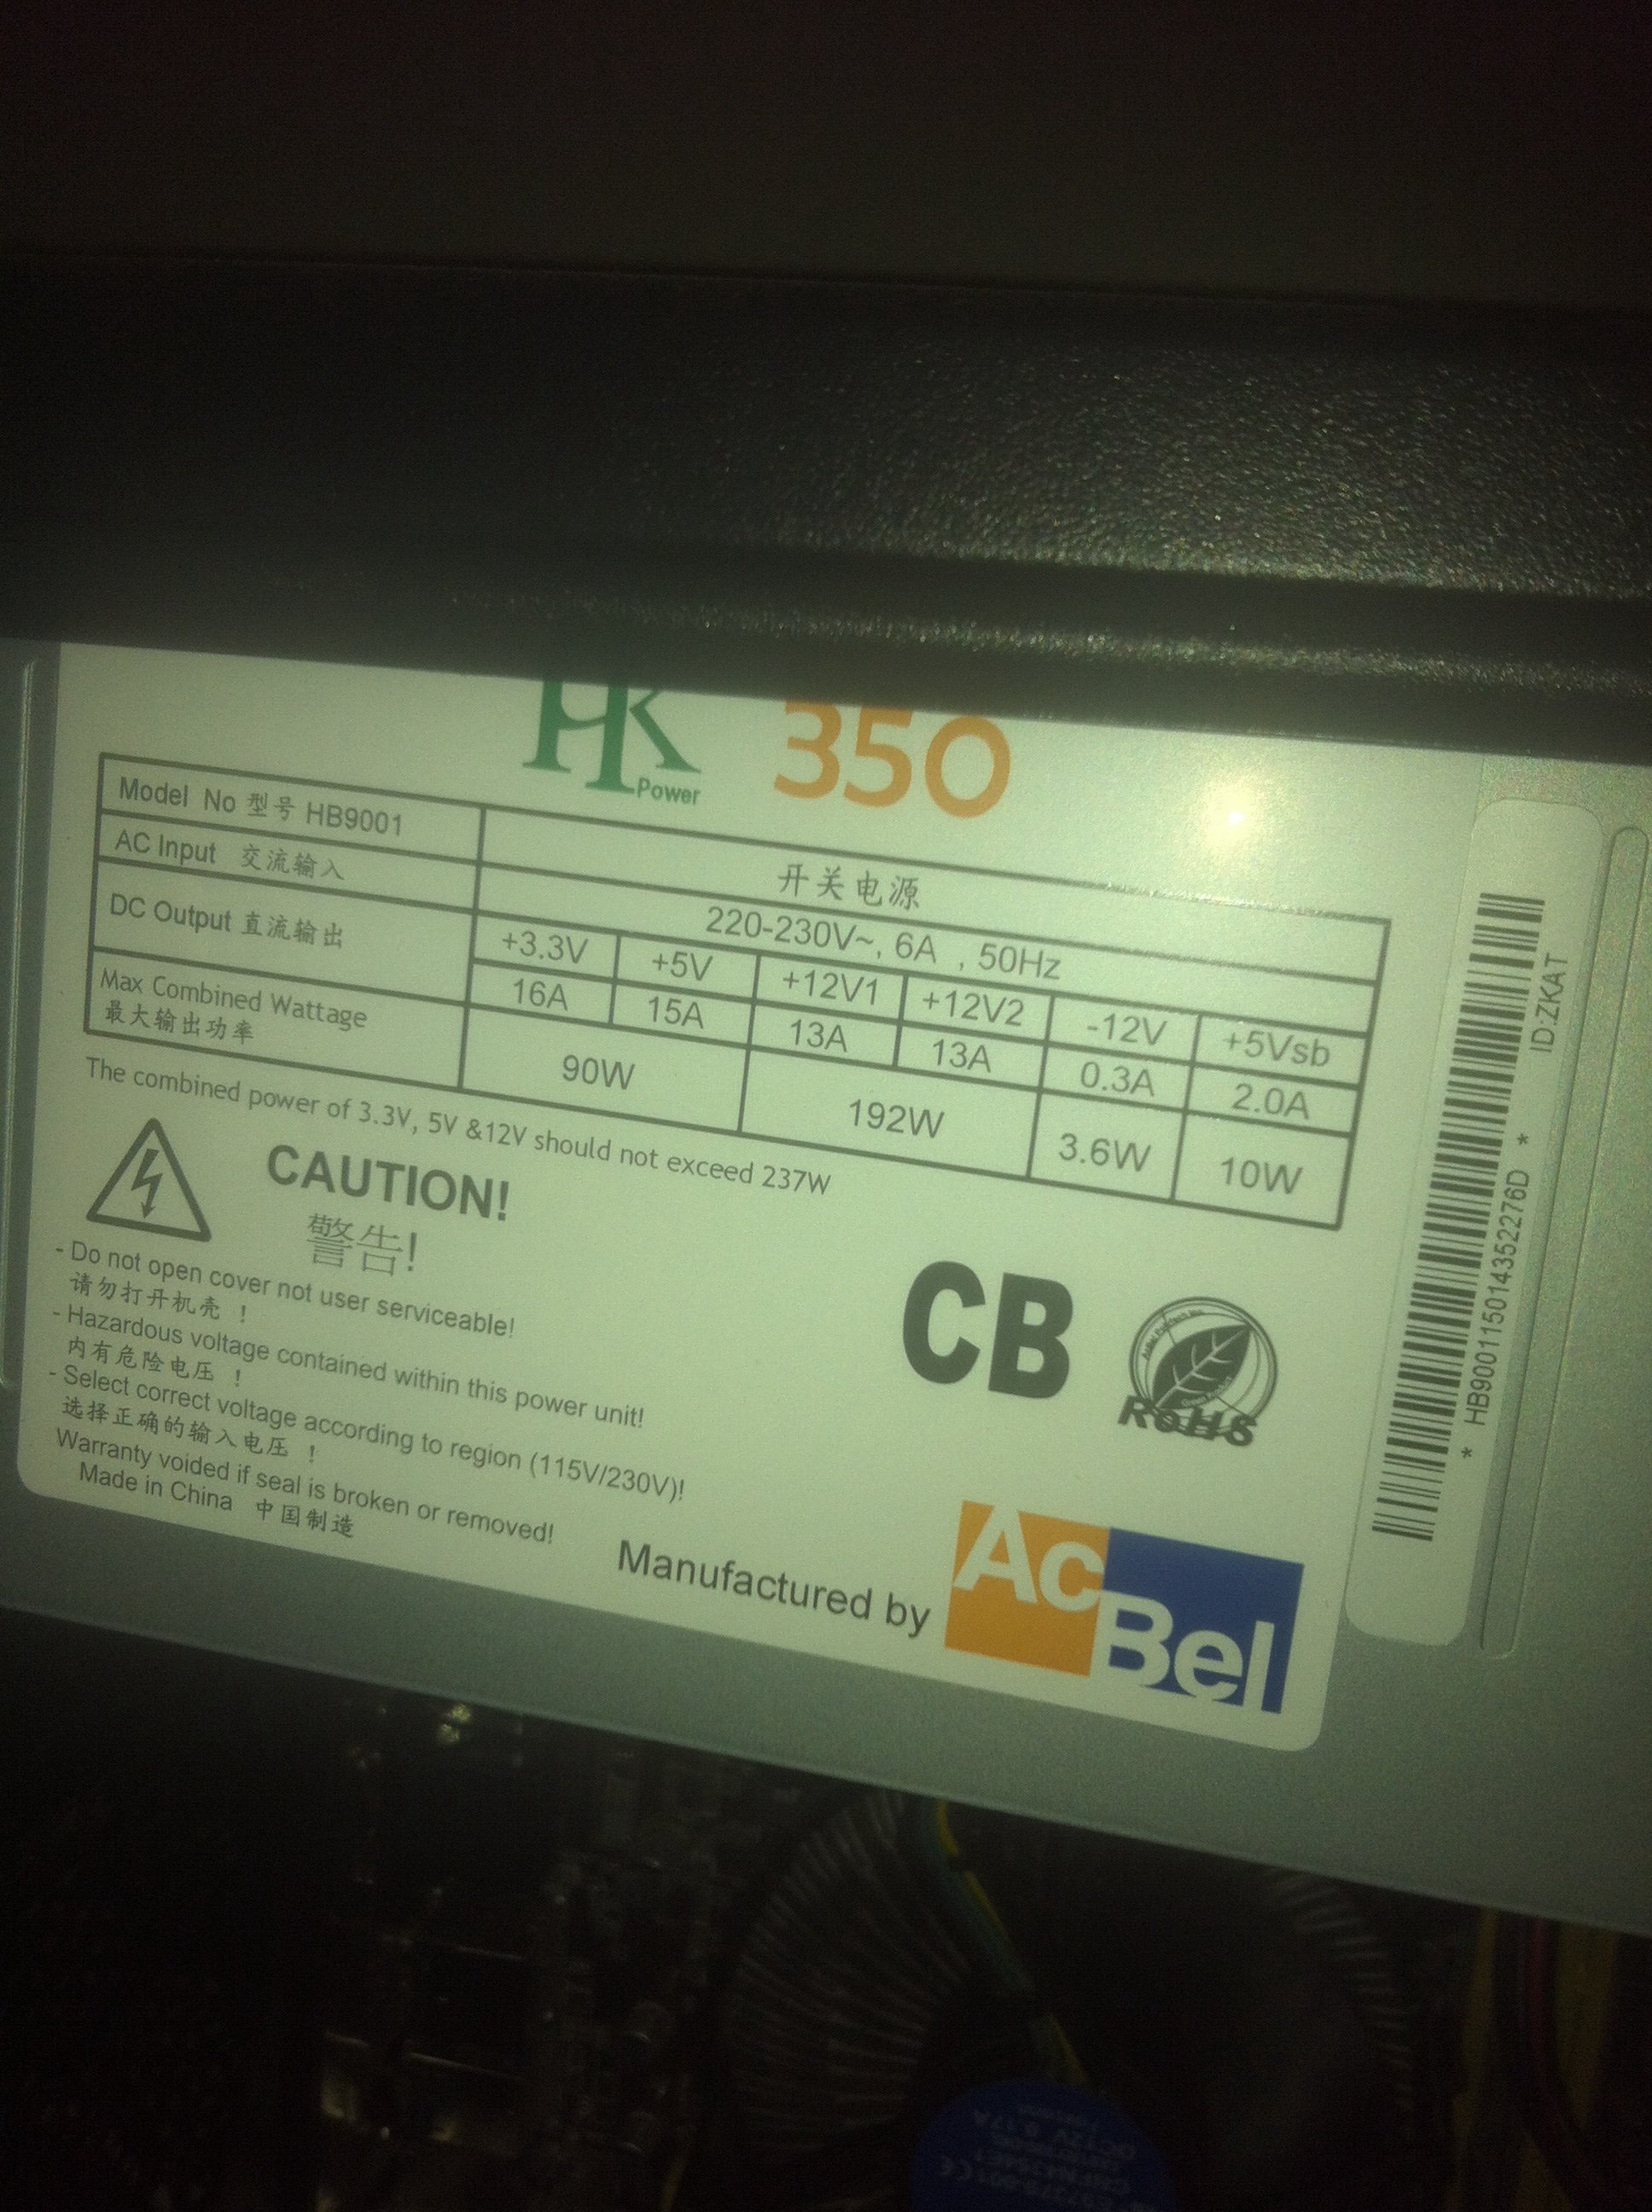 HK Power 350
Model No 型号 HB9001 开关电源
AC Input 交流输入 220-230V~, 6A , 50Hz
DC Output 直流输出 +3.3V +5V +12V1 +12V2 -12V +5Vsb
16A 15A 13A 13A 0.3A 2.0A
Max Combined Wattage
最大输出功率
90W 192W 3.6W 10W
The combined power of 3.3V, 5V &12V should not exceed 237W
CAUTION!
警告!
- Do not open cover not user serviceable!
请勿打开机壳 !
- Hazardous voltage contained within this power unit!
内有危险电压 !
- Select correct voltage according to region (115V/230V)!
选择正确的输入电压 !
Warranty voided if seal is broken or removed!
Made in China 中国制造
CB
RoHS
Manufactured by AcBel
* HB900115014352276D *
ID:ZKAT
DC12V 0.17A